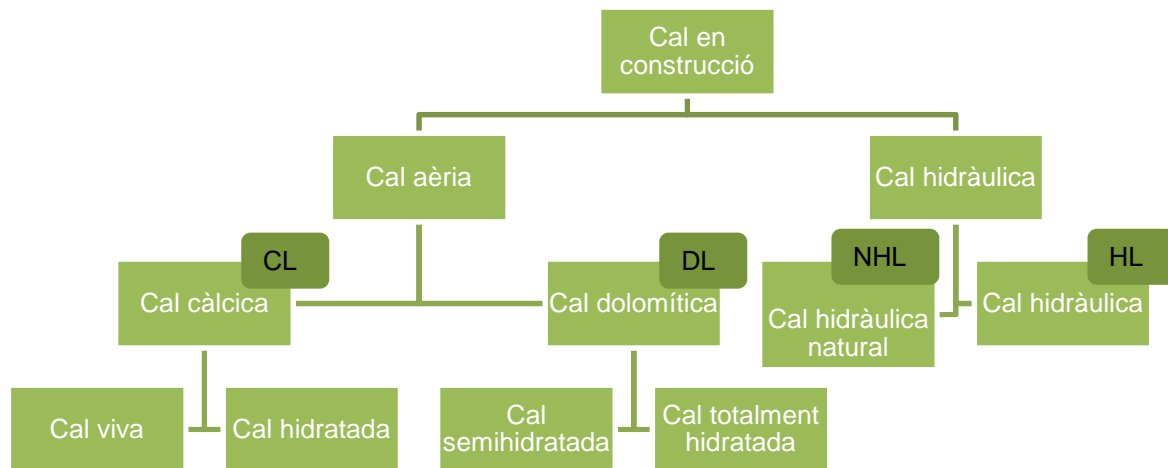 Cal en
construcció
Cal aèria
Cal hidràulica
CL
DL
NHL
HL
Cal càlcica
Cal dolomítica
Cal hidràulica
natural
Cal hidràulica
Cal viva
Cal hidratada
Cal
semihidratada
Cal totalment
hidratada